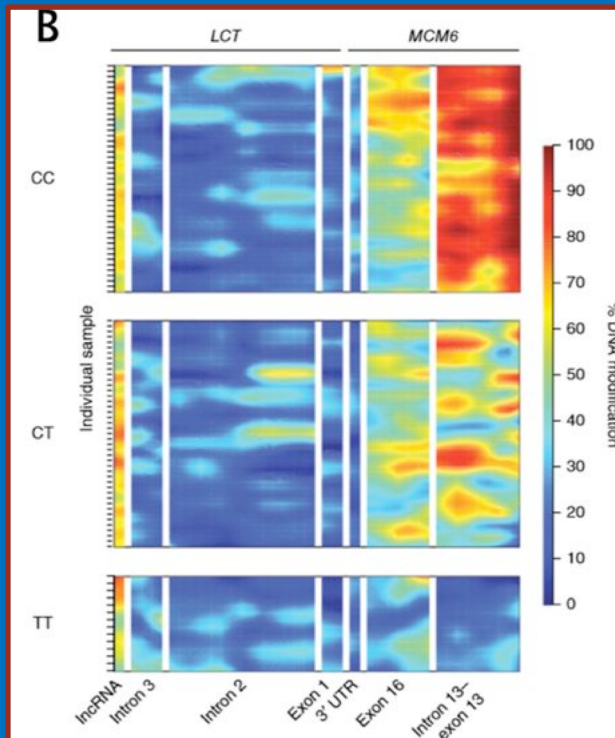 B
LCT MCM6
CC
CT
TT
Individual sample
100
90
80
70
60
50
40
30
20
10
0
% DNA modification
lncRNA
Intron 3
Intron 2
Exon 1
3′ UTR
Exon 16
Intron 13–
exon 13